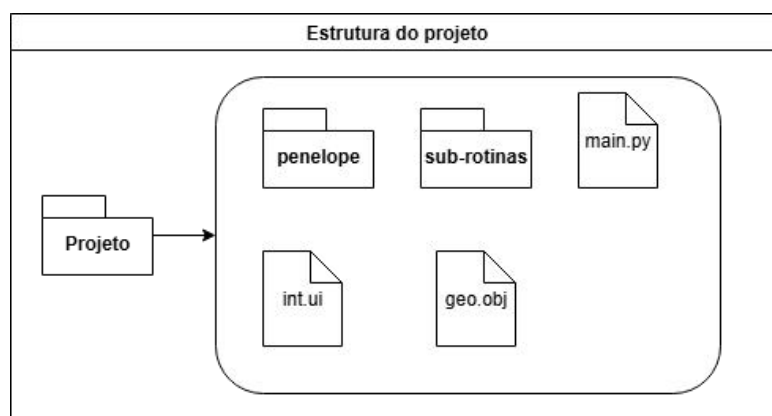 Estrutura do projeto
penelope
sub-rotinas
main.py
Projeto
int.ui
geo.obj